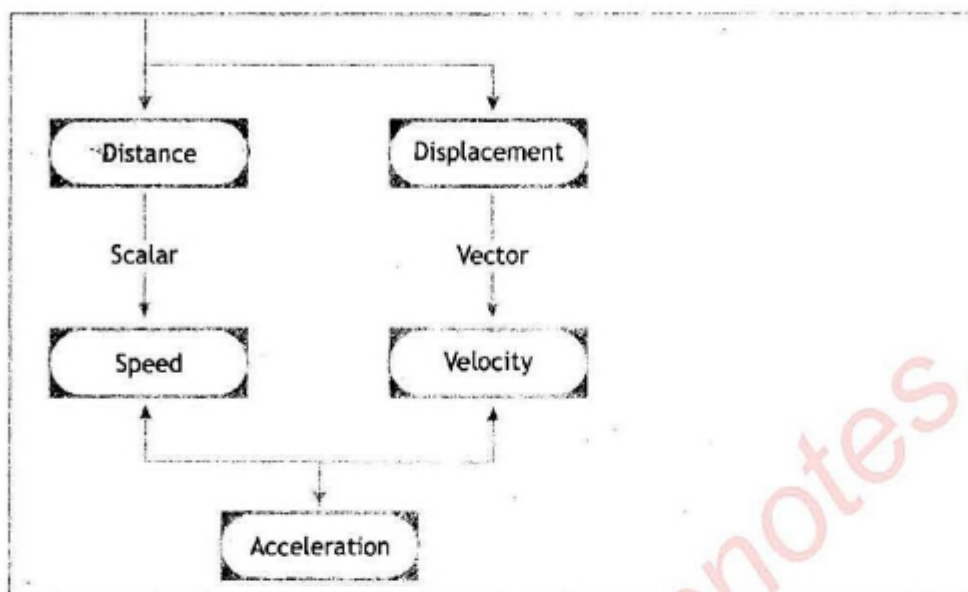 Distance Displacement
Scalar Vector
Speed Velocity
Acceleration